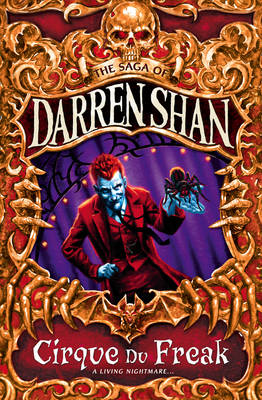 THE SAGA OF
DARREN SHAN
Cirque Du Freak
A LIVING NIGHTMARE...